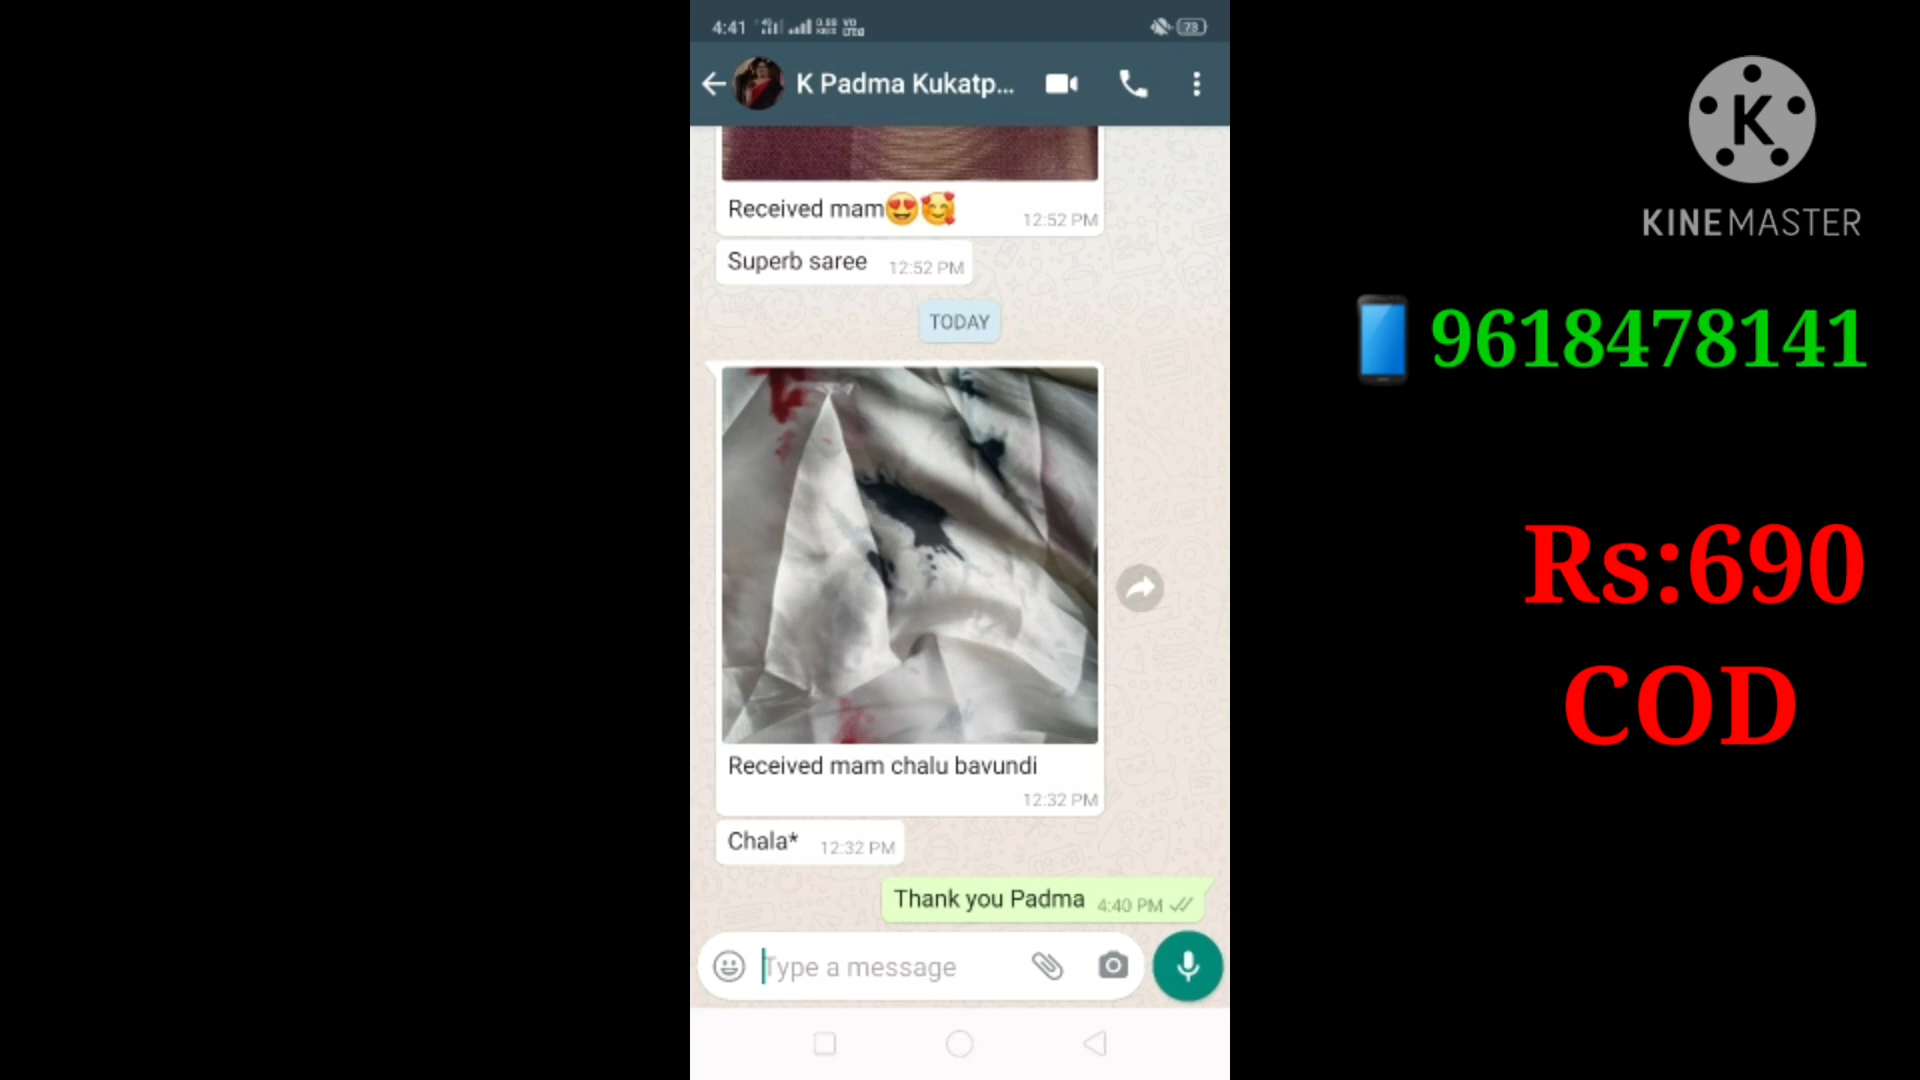 4:41
73
K Padma Kukatp...
Received mam😍🥰
12:52 PM
Superb saree 12:52 PM
TODAY
Received mam chalu bavundi
12:32 PM
Chala* 12:32 PM
Thank you Padma 4:40 PM
Type a message
K
KINEMASTER
9618478141
Rs:690
COD